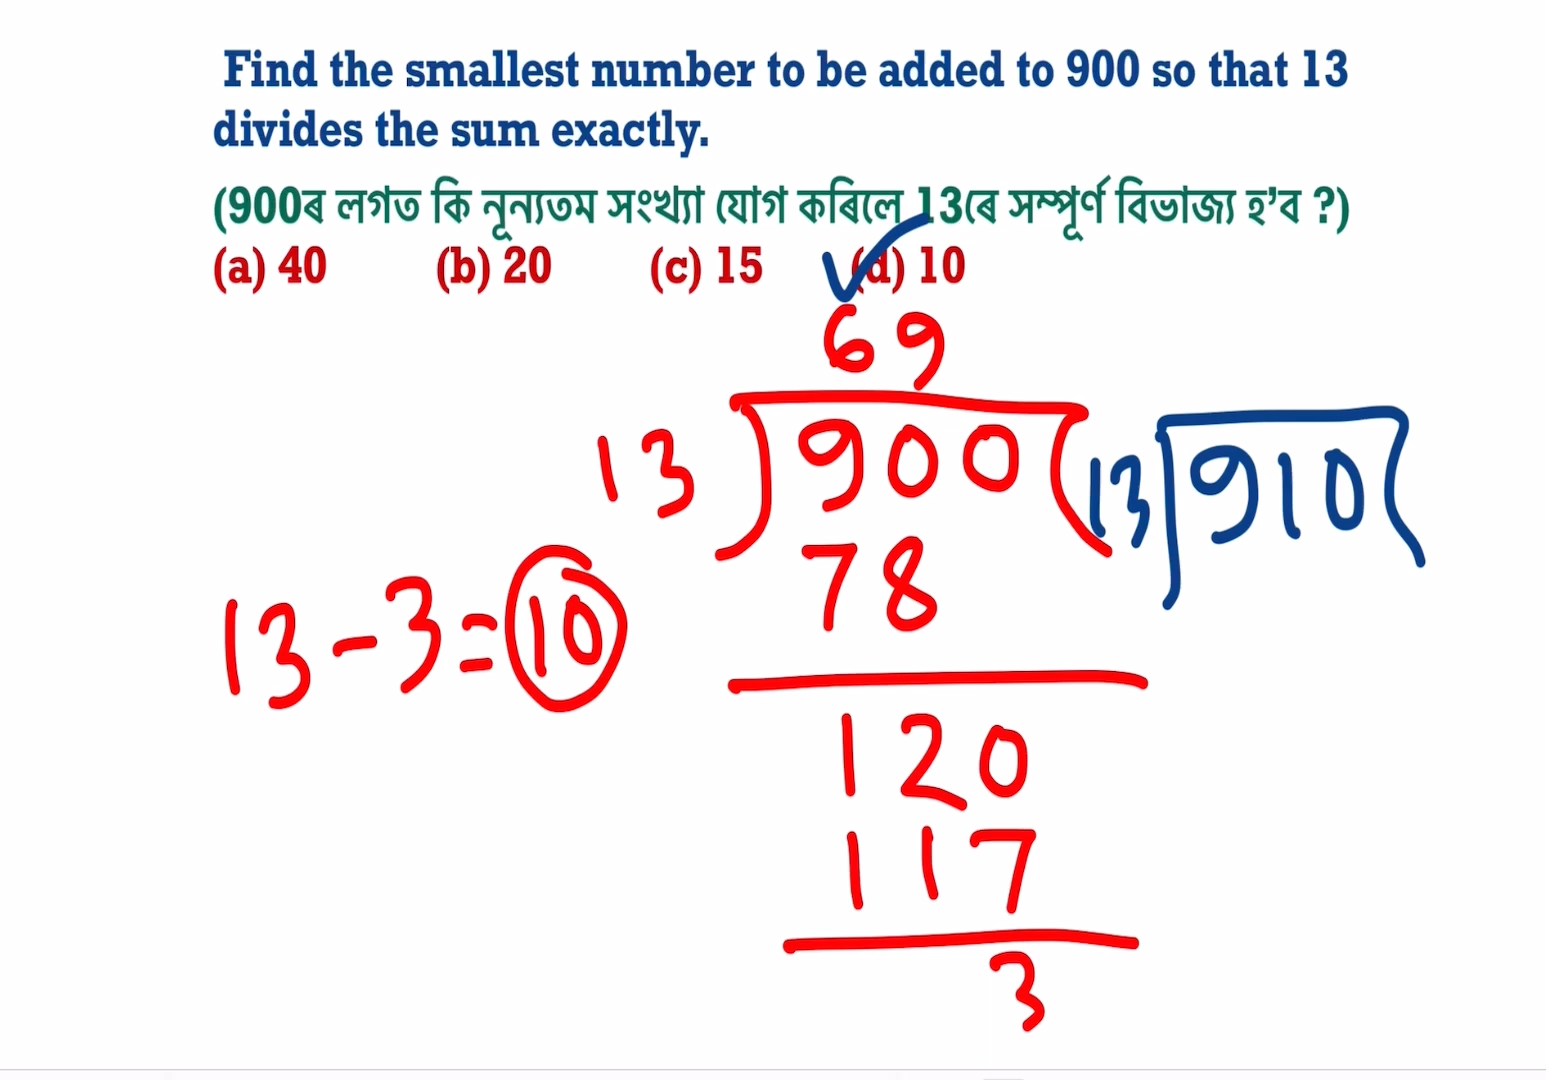 Find the smallest number to be added to 900 so that 13
divides the sum exactly.
(900ৰ লগত কি নূন্যতম সংখ্যা যোগ কৰিলে 13ৰে সম্পূৰ্ণ বিভাজ্য হ’ব ?)
(a) 40 (b) 20 (c) 15 (d) 10
69
13 ) 900 (
13 ) 910 (
78
13-3=10
120
117
3